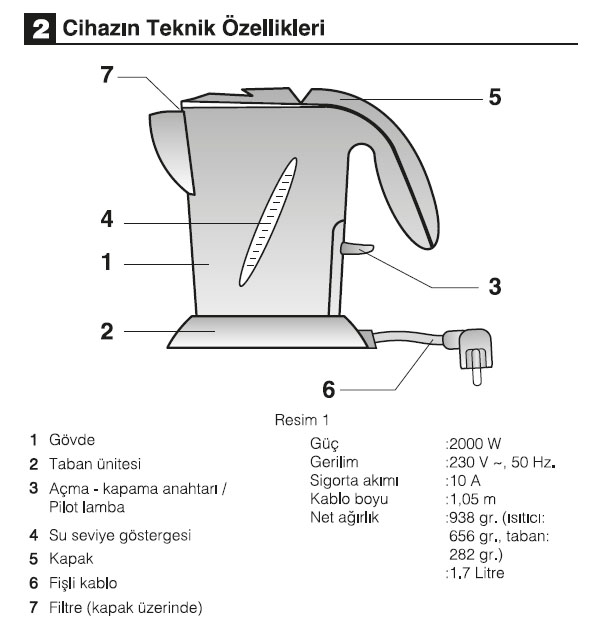 2 Cihazın Teknik Özellikleri
7
5
4
1
3
2
6
Resim 1
1 Gövde
2 Taban ünitesi
3 Açma - kapama anahtarı /
Pilot lamba
4 Su seviye göstergesi
5 Kapak
6 Fişli kablo
7 Filtre (kapak üzerinde)
Güç :2000 W
Gerilim :230 V ~, 50 Hz.
Sigorta akımı :10 A
Kablo boyu :1,05 m
Net ağırlık :938 gr. (ısıtıcı:
656 gr., taban:
282 gr.)
:1,7 Litre